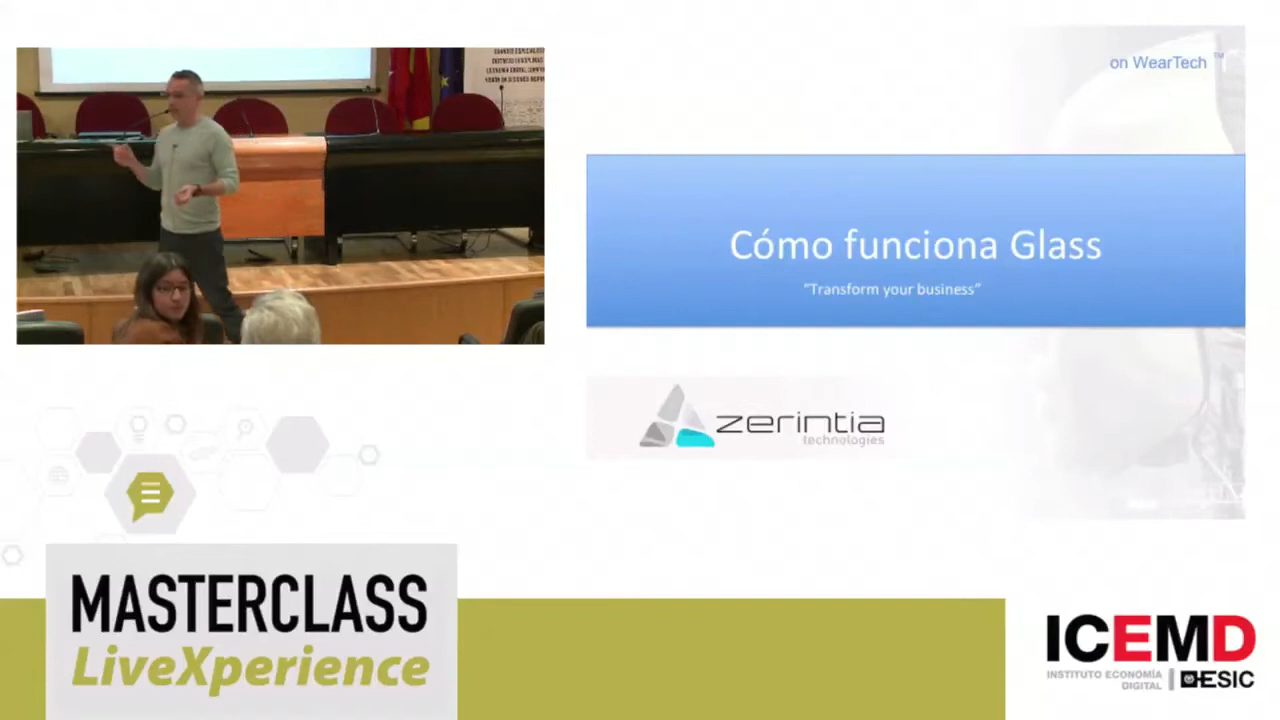 on WearTech ™
Cómo funciona Glass
“Transform your business”
zerintia
technologies
MASTERCLASS
LiveXperience
ICEMD
INSTITUTO ECONOMÍA
DIGITAL
ESIC